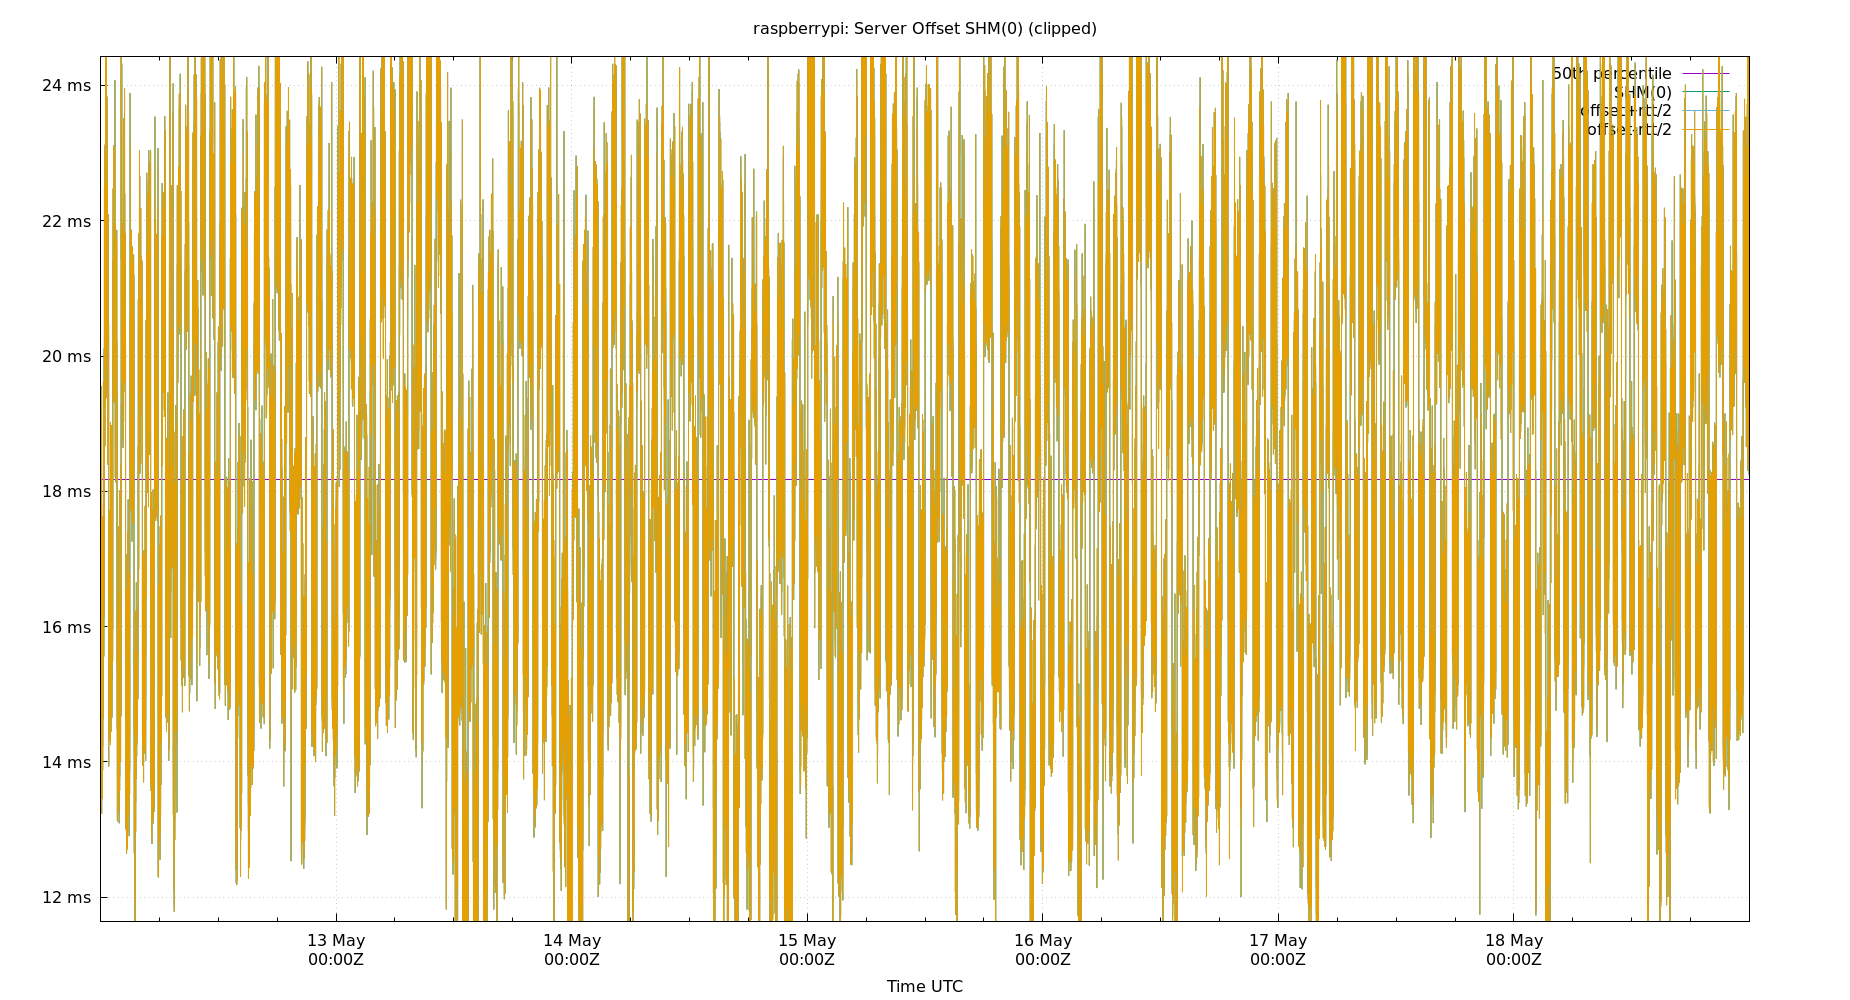 raspberrypi: Server Offset SHM(0) (clipped)
24 ms
22 ms
20 ms
18 ms
16 ms
14 ms
12 ms
50th percentile
SHM(0)
offset+rtt/2
offset-rtt/2
13 May
00:00Z
14 May
00:00Z
15 May
00:00Z
16 May
00:00Z
17 May
00:00Z
18 May
00:00Z
Time UTC